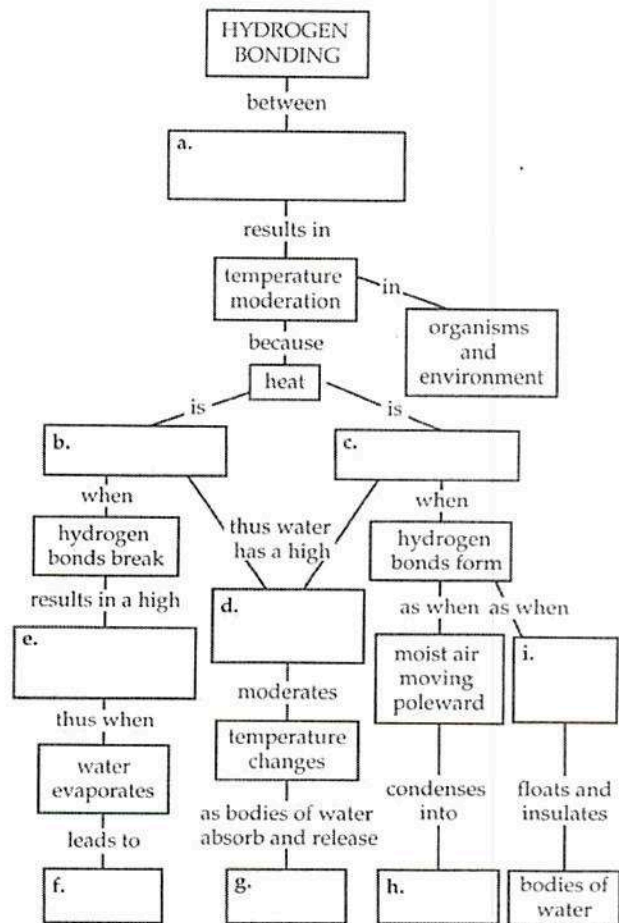 HYDROGEN
BONDING
between
a.
results in
temperature
moderation
in
organisms
and
environment
because
heat
is
is
b.
c.
when
thus water
has a high
when
hydrogen
bonds break
hydrogen
bonds form
results in a high
d.
as when
as when
e.
moist air
moving
poleward
i.
moderates
thus when
temperature
changes
water
evaporates
condenses
into
floats and
insulates
leads to
as bodies of water
absorb and release
f.
g.
h.
bodies of
water